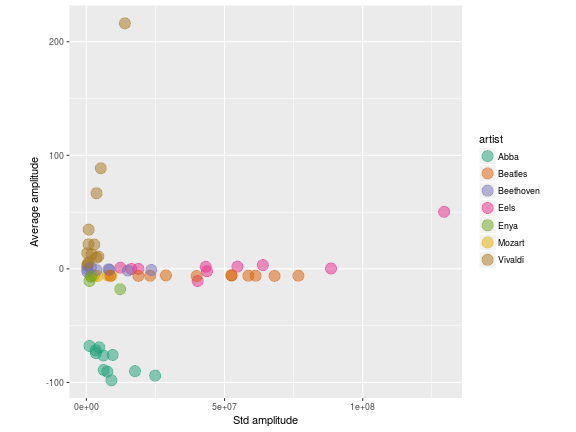 200
100
0
-100
Average amplitude
0e+00
5e+07
1e+08
Std amplitude
artist
Abba
Beatles
Beethoven
Eels
Enya
Mozart
Vivaldi